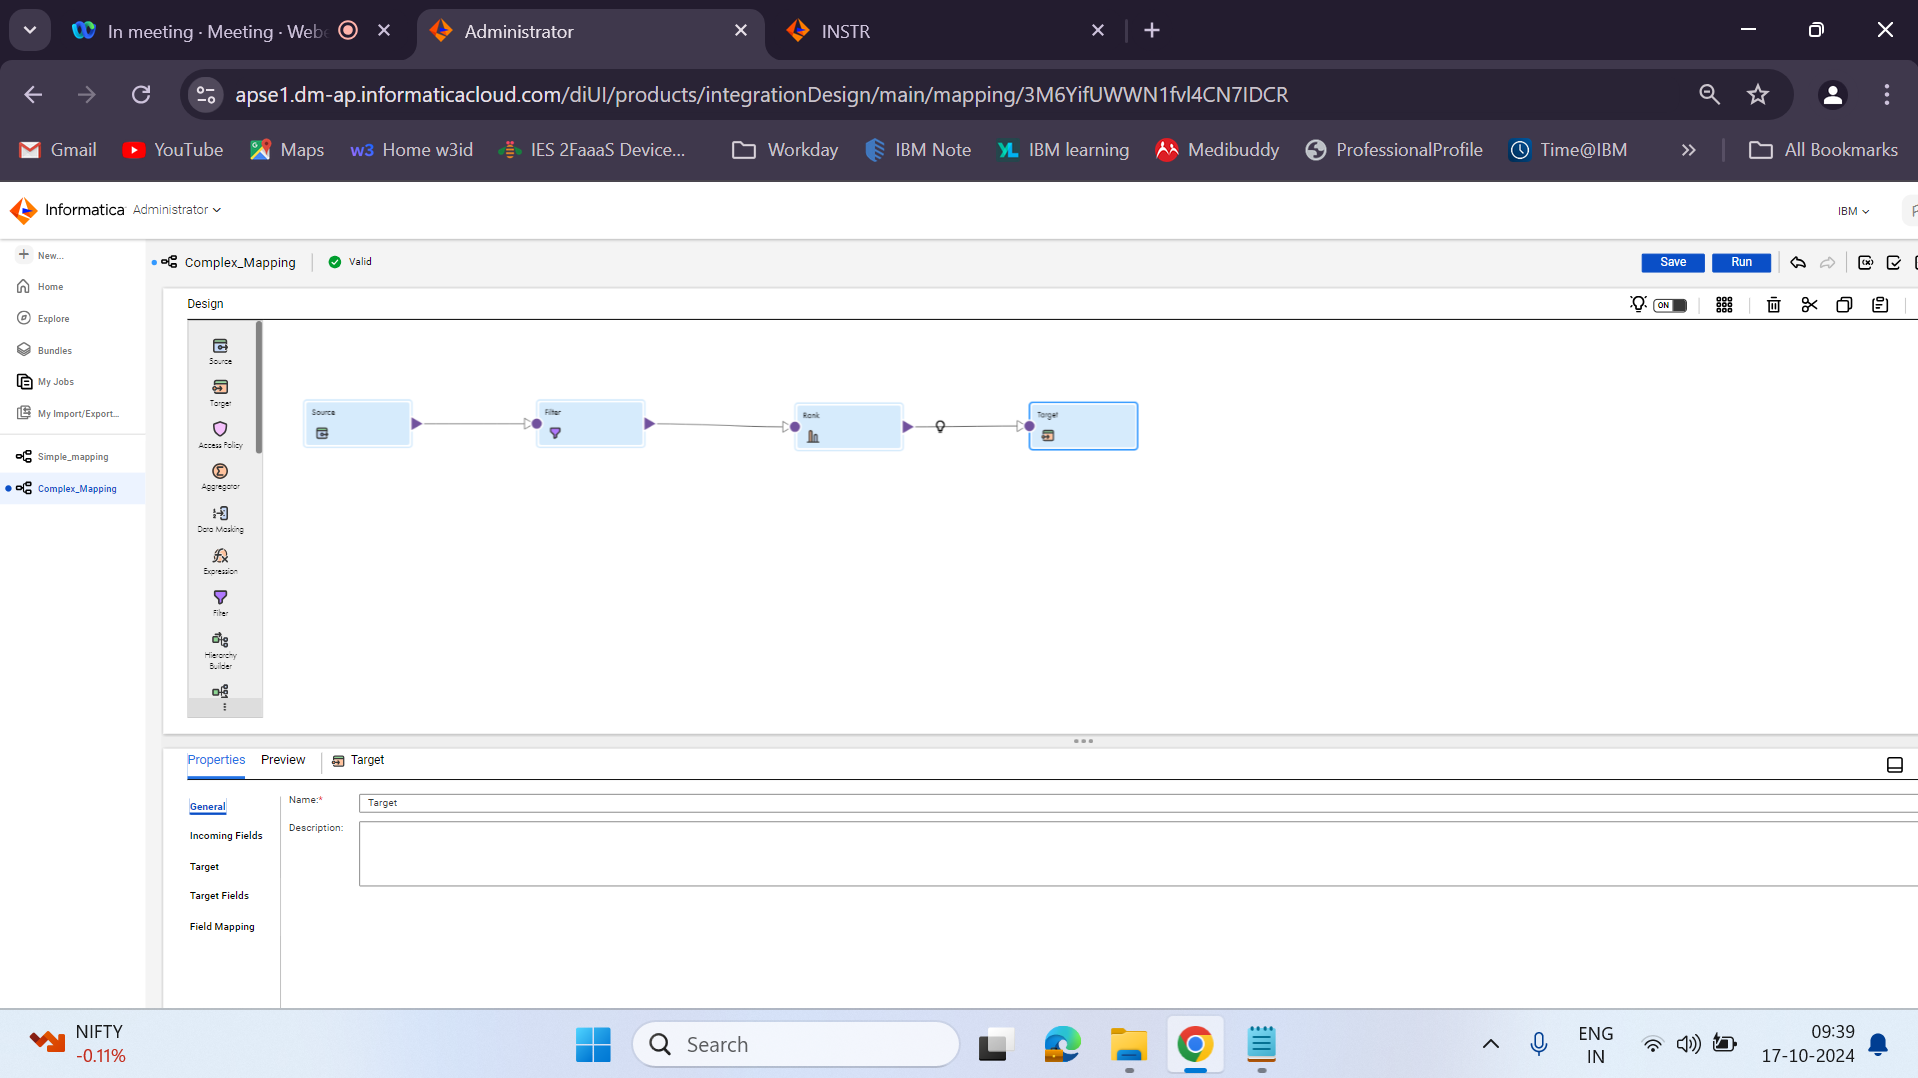 In meeting · Meeting · Webe
Administrator
INSTR
apse1.dm-ap.informaticacloud.com/diUI/products/integrationDesign/main/mapping/3M6YifUWWN1fvl4CN7IDCR
Gmail
YouTube
Maps
w3 Home w3id
IES 2FaaaS Device...
Workday
IBM Note
YL IBM learning
Medibuddy
ProfessionalProfile
Time@IBM
All Bookmarks
Informatica Administrator
IBM
New...
Home
Explore
Bundles
My Jobs
My Import/Export...
Simple_mapping
Complex_Mapping
Complex_Mapping
Valid
Save
Run
Design
ON
Source
Target
Access Policy
Aggregator
Data Masking
Expression
Filter
Hierarchy
Builder
Source
Filter
Rank
Target
Properties
Preview
Target
General
Incoming Fields
Target
Target Fields
Field Mapping
Name:*
Target
Description:
NIFTY
-0.11%
Search
ENG
IN
09:39
17-10-2024